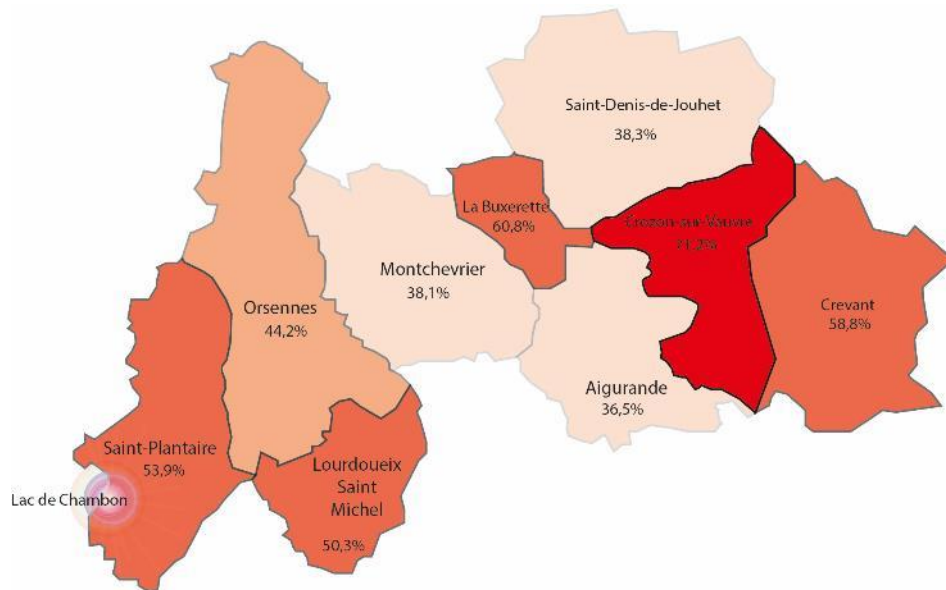 Saint-Denis-de-Jouhet
38,3%
La Buxerette
60,8%
Crozon-sur-Vauvre
Montchevrier
38,1%
Orsennes
44,2%
Crevant
58,8%
Aigurande
36,5%
Saint-Plantaire
53,9%
Lourdoueix
Saint
Michel
50,3%
Lac de Chambon